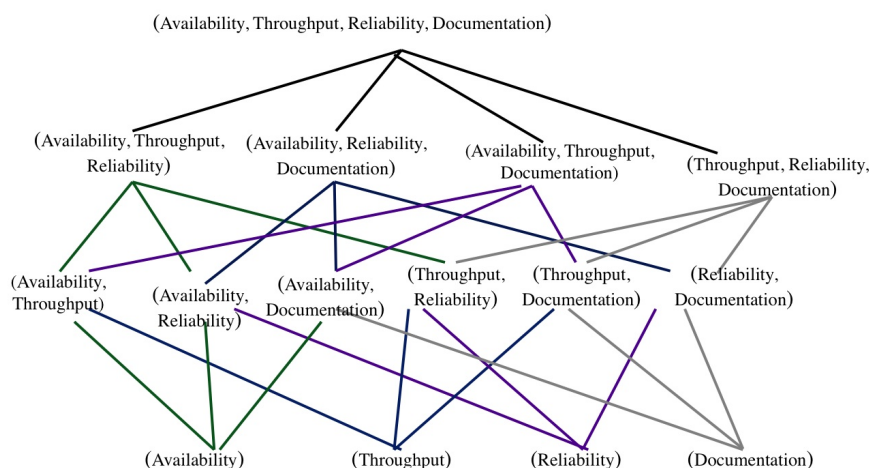 (Availability, Throughput, Reliability, Documentation)
(Availability, Throughput,
Reliability)
(Availability, Reliability,
Documentation)
(Availability, Throughput,
Documentation)
(Throughput, Reliability,
Documentation)
(Availability,
Throughput)
(Availability,
Reliability)
(Availability,
Documentation)
(Throughput,
Reliability)
(Throughput,
Documentation)
(Reliability,
Documentation)
(Availability)
(Throughput)
(Reliability)
(Documentation)